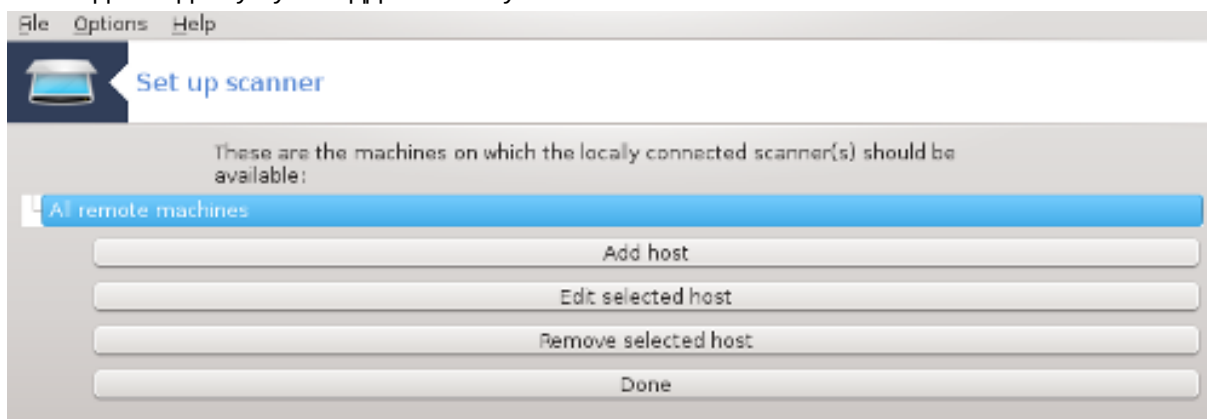 File Options Help
Set up scanner
These are the machines on which the locally connected scanner(s) should be
available:
All remote machines
Add host
Edit selected host
Remove selected host
Done